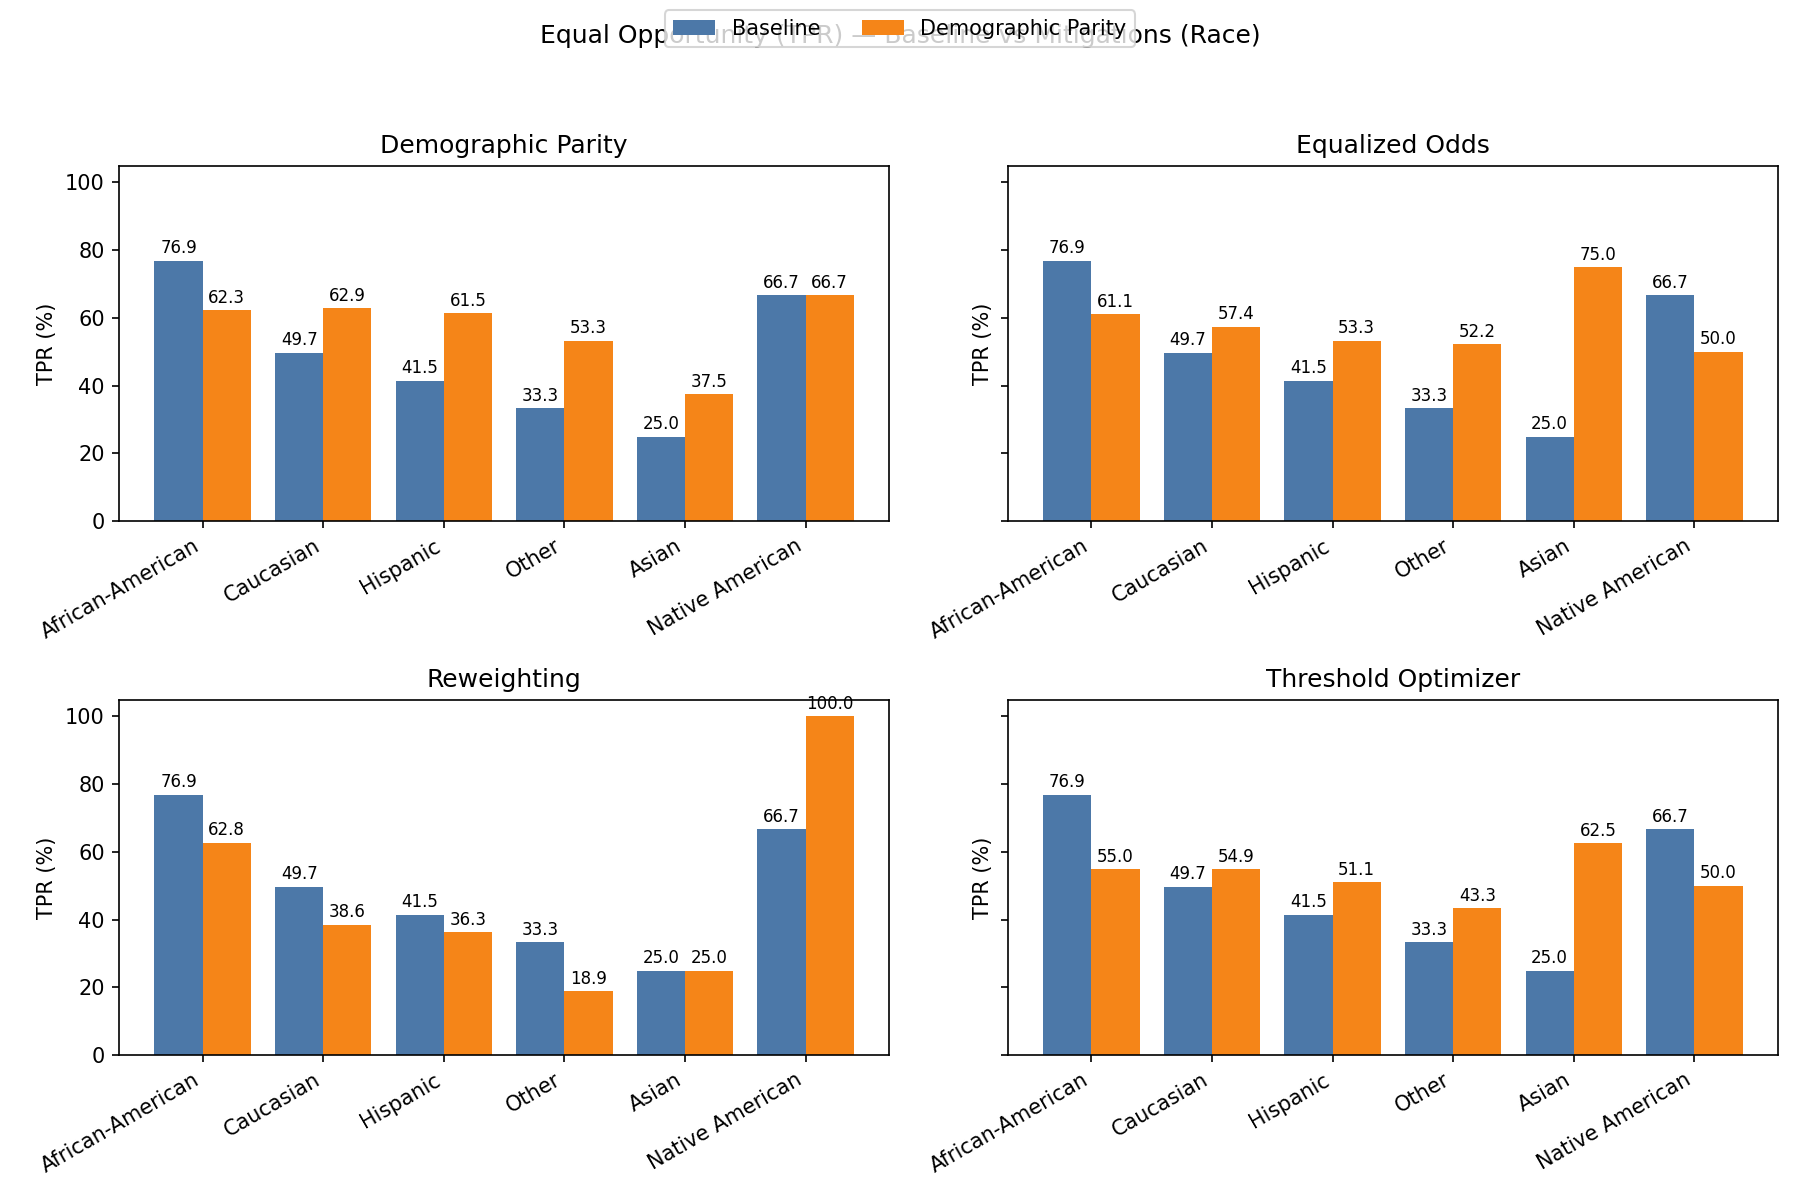 Baseline Demographic Parity
Equal Opportunity (TPR) — Baseline vs Mitigations (Race)
Demographic Parity
TPR (%)
100
80
60
40
20
0
76.9 62.3 49.7 62.9 41.5 61.5 33.3 53.3 25.0 37.5 66.7 66.7
African-American Caucasian Hispanic Other Asian Native American
Equalized Odds
TPR (%)
76.9 61.1 49.7 57.4 41.5 53.3 33.3 52.2 25.0 75.0 66.7 50.0
African-American Caucasian Hispanic Other Asian Native American
Reweighting
TPR (%)
100
80
60
40
20
0
76.9 62.8 49.7 38.6 41.5 36.3 33.3 18.9 25.0 25.0 66.7 100.0
African-American Caucasian Hispanic Other Asian Native American
Threshold Optimizer
TPR (%)
76.9 55.0 49.7 54.9 41.5 51.1 33.3 43.3 25.0 62.5 66.7 50.0
African-American Caucasian Hispanic Other Asian Native American